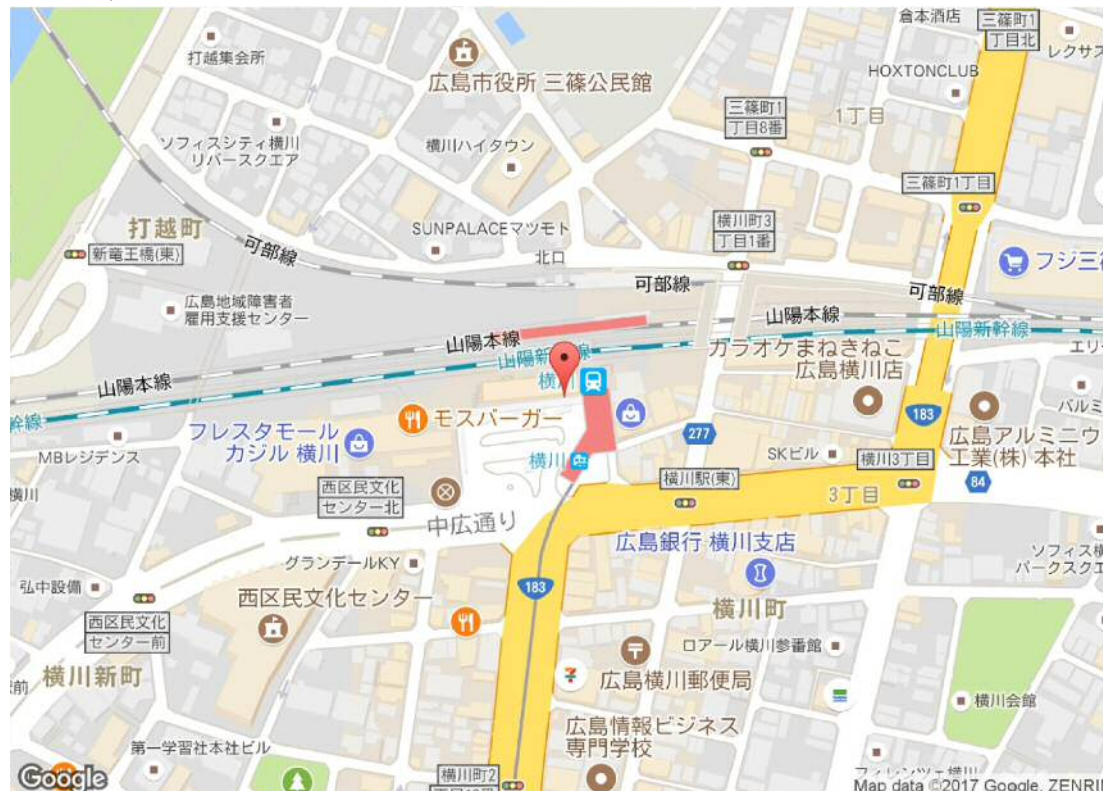 倉本酒店
三篠町1
丁目北
レクサス
打越集会所
広島市役所 三篠公民館
HOXTONCLUB
三篠町1
丁目8番
1丁目
ソフィスシティ横川
リバースクエア
横川ハイタウン
三篠町1丁目
打越町
SUNPALACEマツモト
横川町3
丁目1番
新竜王橋(東)
可部線
北口
フジ三篠
可部線
可部線
広島地域障害者
雇用支援センター
山陽本線
山陽本線
山陽新幹線
山陽新幹線
カラオケまねきねこ
広島横川店
エリ
山陽本線
横川
幹線
モスバーガー
183
バルミ
フレスタモール
カジル 横川
277
広島アルミニウ
工業(株) 本社
MBレジデンス
横川
SKビル
横川3丁目
横川
西区民文化
センター北
横川駅(東)
84
3丁目
中広通り
広島銀行 横川支店
ソフィス横
パークスクエ
グランデールKY
弘中設備
183
西区民文化センター
横川町
西区民文化
センター前
ロアール横川参番館
前
横川新町
広島横川郵便局
横川会館
広島情報ビジネス
専門学校
第一学習社本社ビル
Google
横川町2
フィレンツェ横川
Map data ©2017 Google, ZENRIN